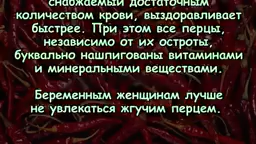 снабжаемый достаточным
количеством крови, выздоравливает
быстрее. При этом все перцы,
независимо от их остроты,
буквально нашпигованы витаминами
и минеральными веществами.
Беременным женщинам лучше
не увлекаться жгучим перцем.